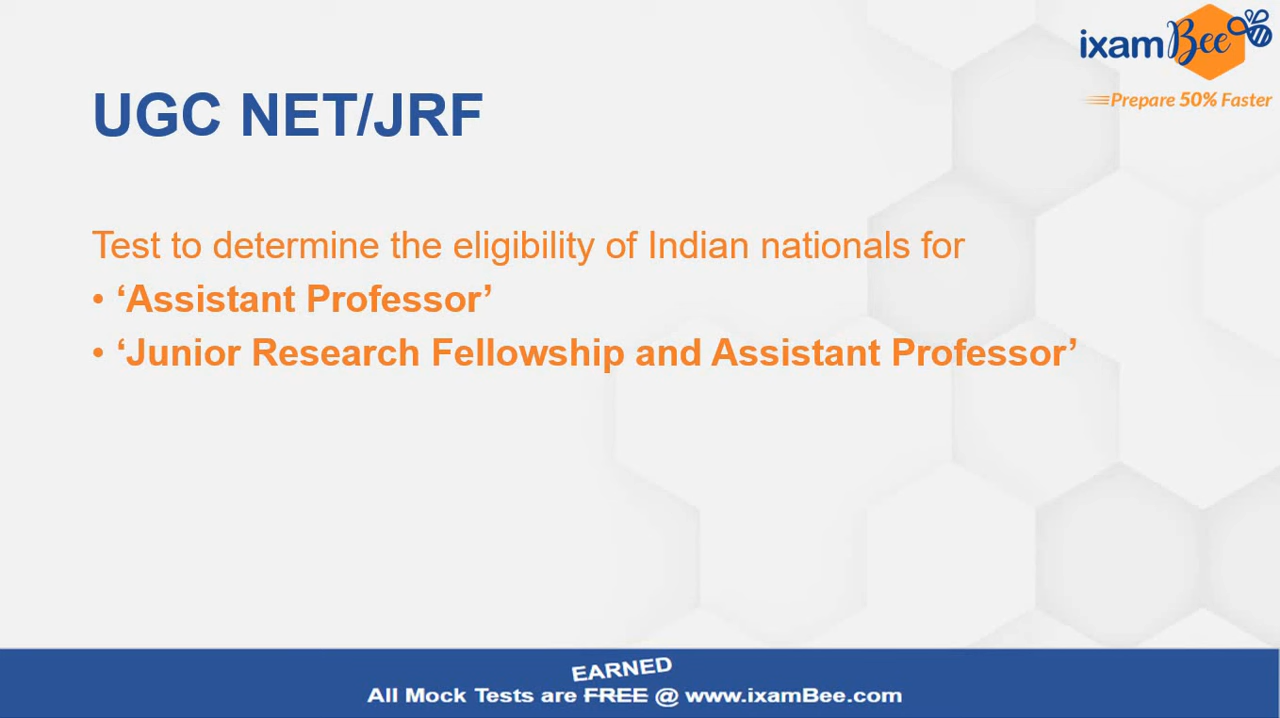 ixamBee
Prepare 50% Faster
UGC NET/JRF
Test to determine the eligibility of Indian nationals for
• ‘Assistant Professor’
• ‘Junior Research Fellowship and Assistant Professor’
EARNED
All Mock Tests are FREE @ www.ixamBee.com